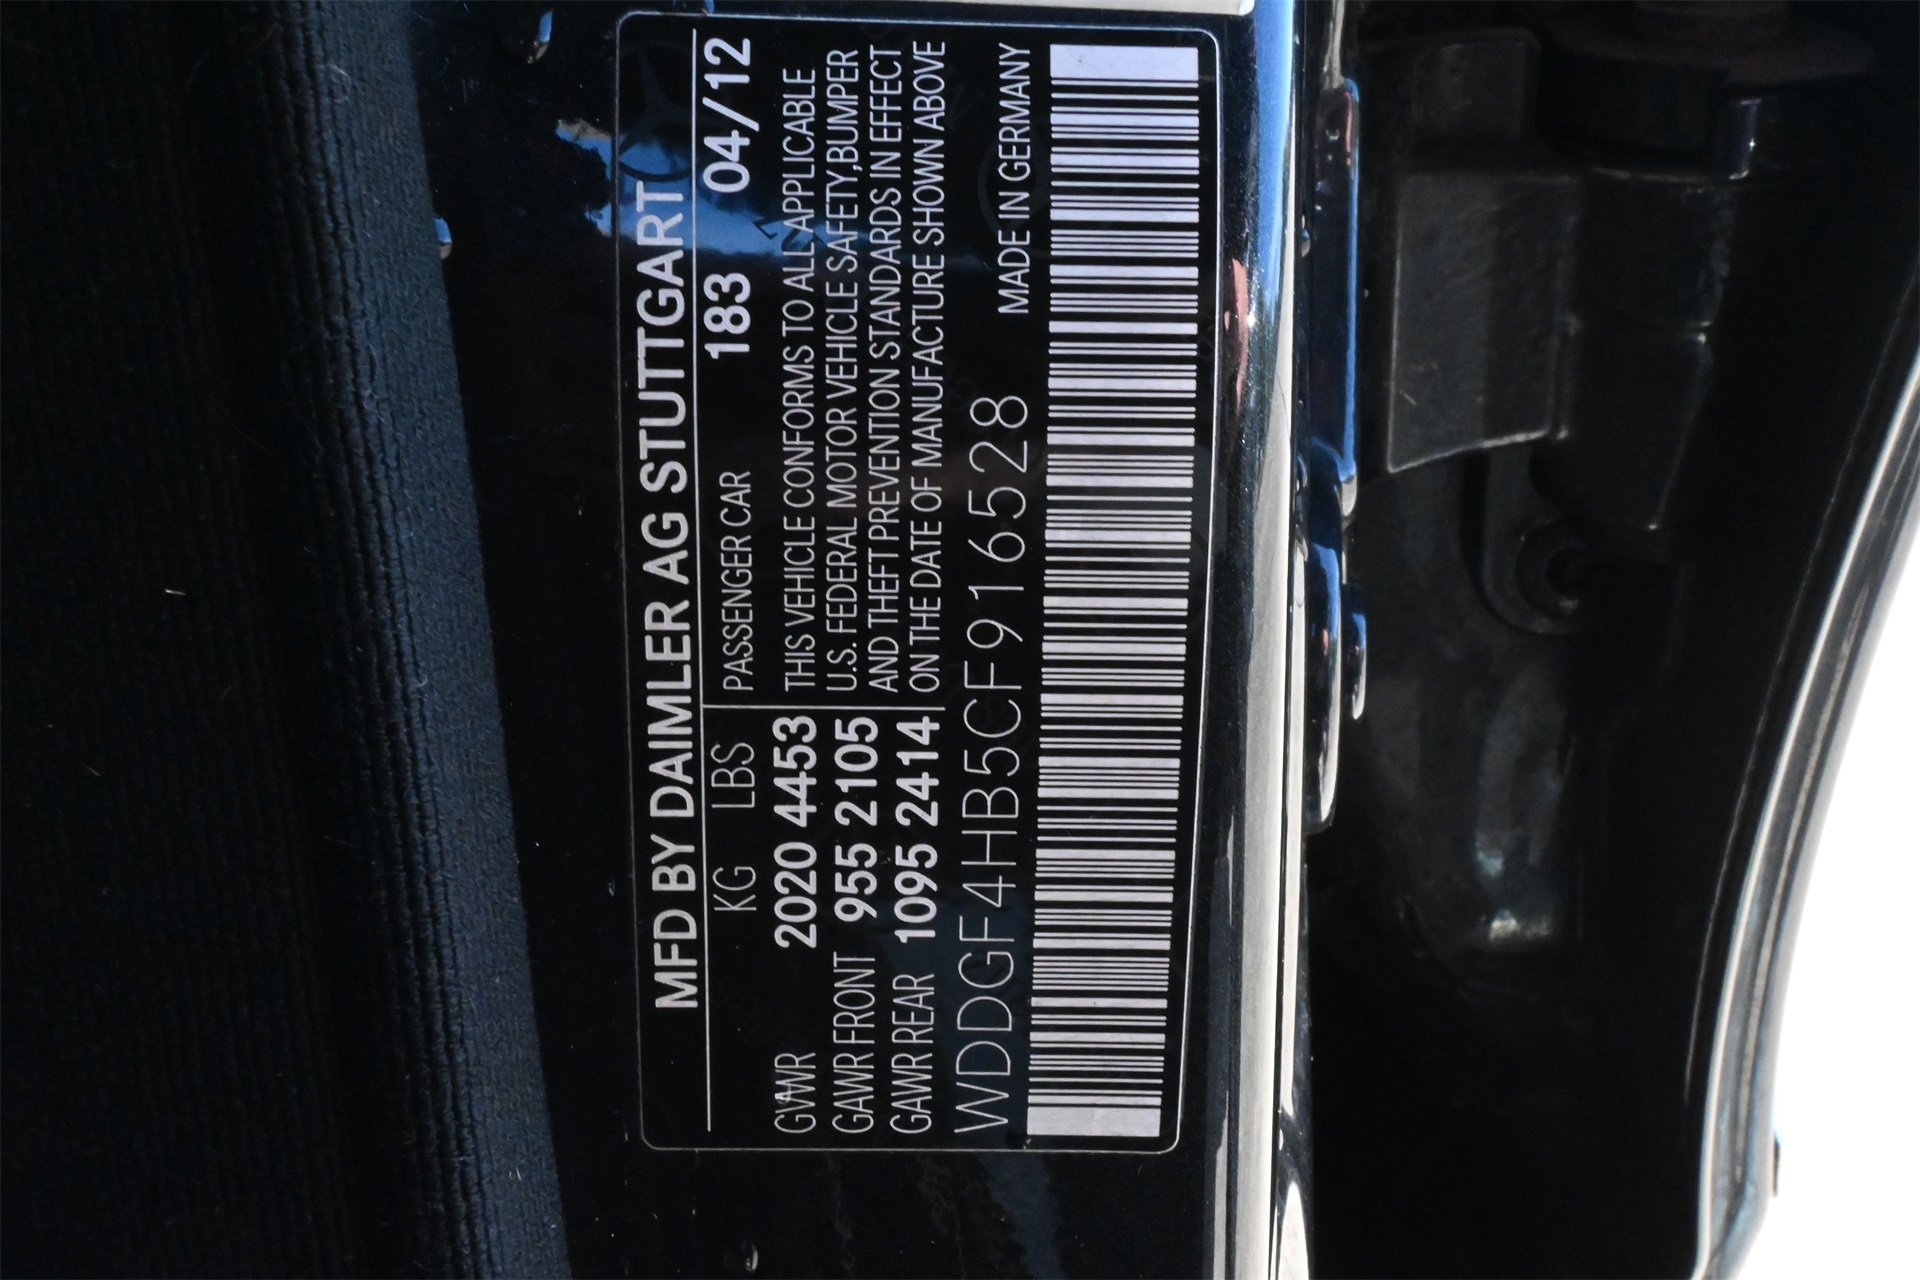 MFD BY DAIMLER AG STUTTGART
KG LBS PASSENGER CAR 183 04/12
GVWR 2020 4453
GAWR FRONT 955 2105
GAWR REAR 1095 2414
THIS VEHICLE CONFORMS TO ALL APPLICABLE
U.S. FEDERAL MOTOR VEHICLE SAFETY,BUMPER
AND THEFT PREVENTION STANDARDS IN EFFECT
ON THE DATE OF MANUFACTURE SHOWN ABOVE
WDDGF4HB5CF916528 MADE IN GERMANY